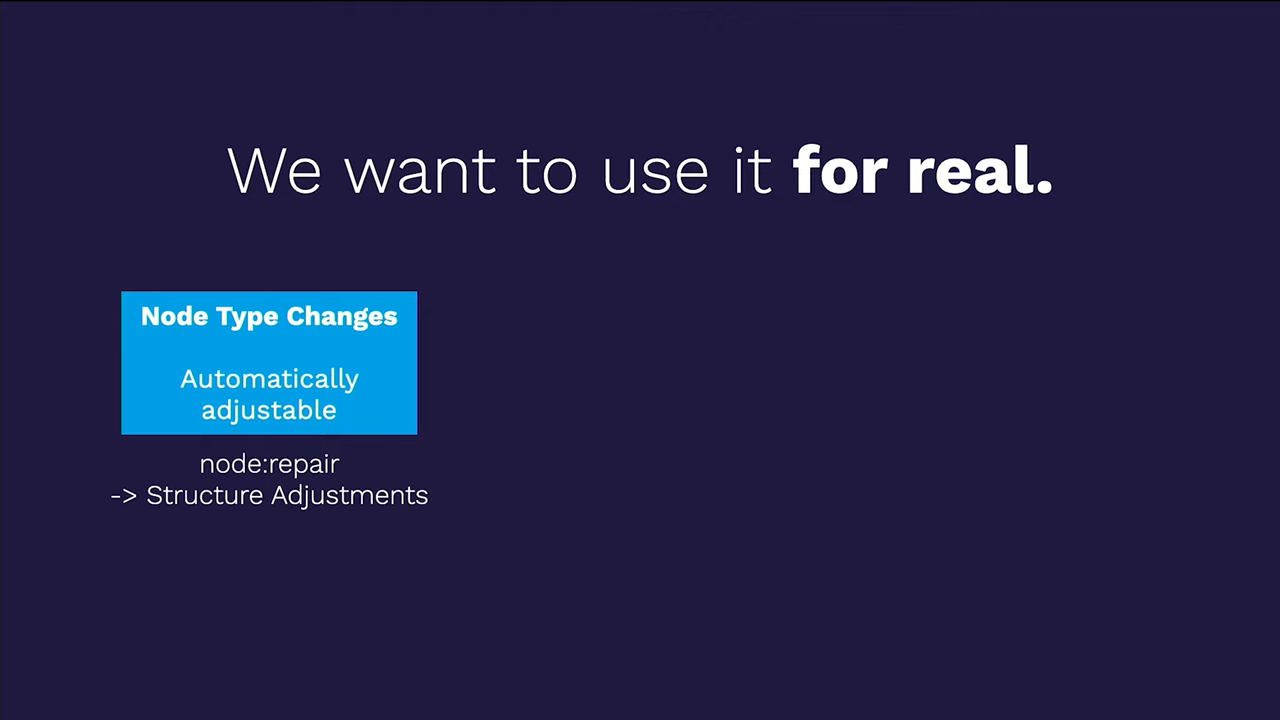 We want to use it for real.
Node Type Changes
Automatically
adjustable
node:repair
-> Structure Adjustments